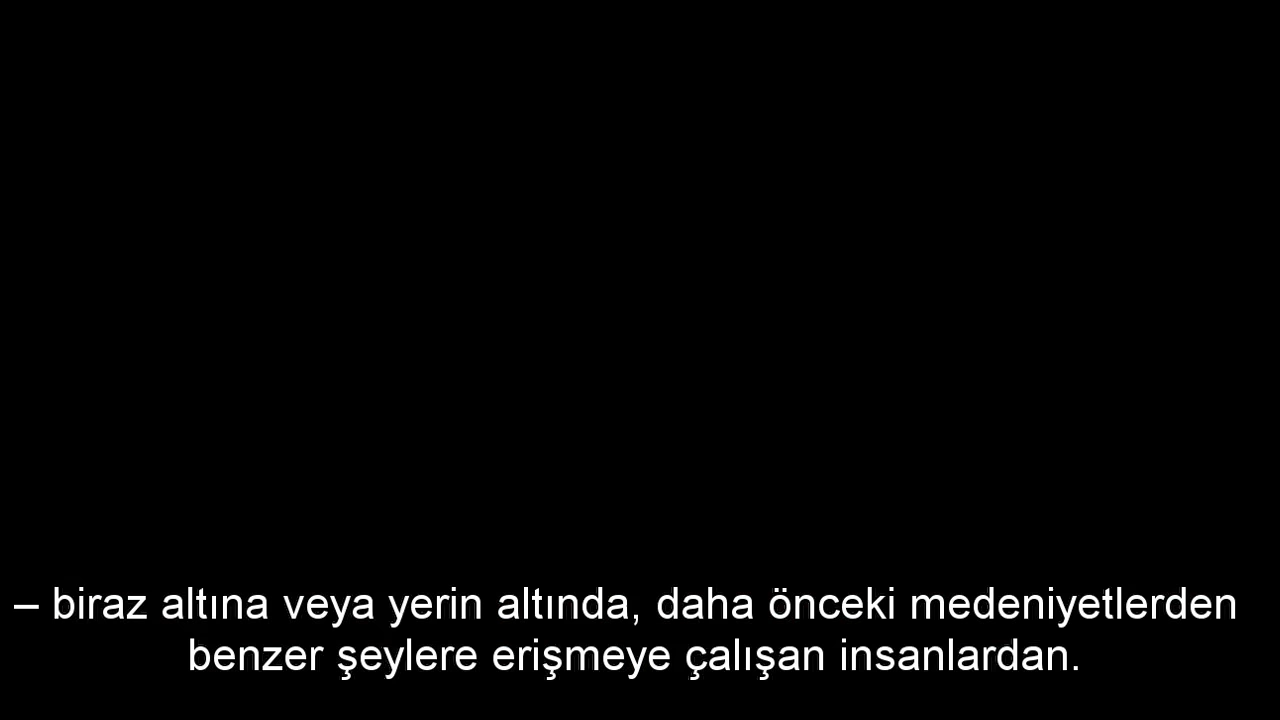 – biraz altına veya yerin altında, daha önceki medeniyetlerden
benzer şeylere erişmeye çalışan insanlardan.